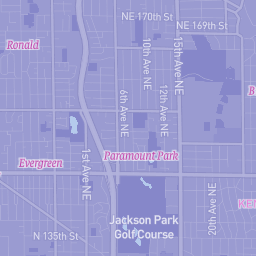 NE 170th St
NE 169th St
Ronald
10th Ave NE
15th Ave NE
6th Ave NE
12th Ave NE
1st Ave NE
Paramount Park
Evergreen
20th Ave NE
Jackson Park
Golf Course
N 135th St